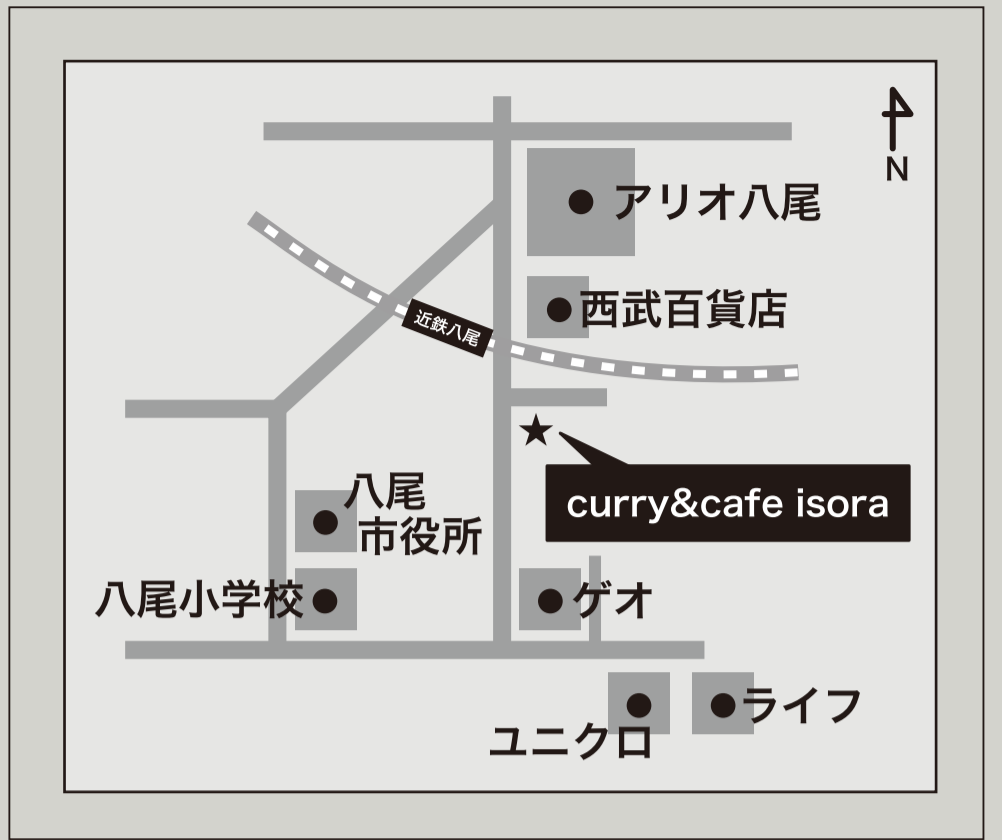 N
アリオ八尾
西武百貨店
近鉄八尾
curry&cafe isora
八尾
市役所
八尾小学校
ゲオ
ライフ
ユニクロ